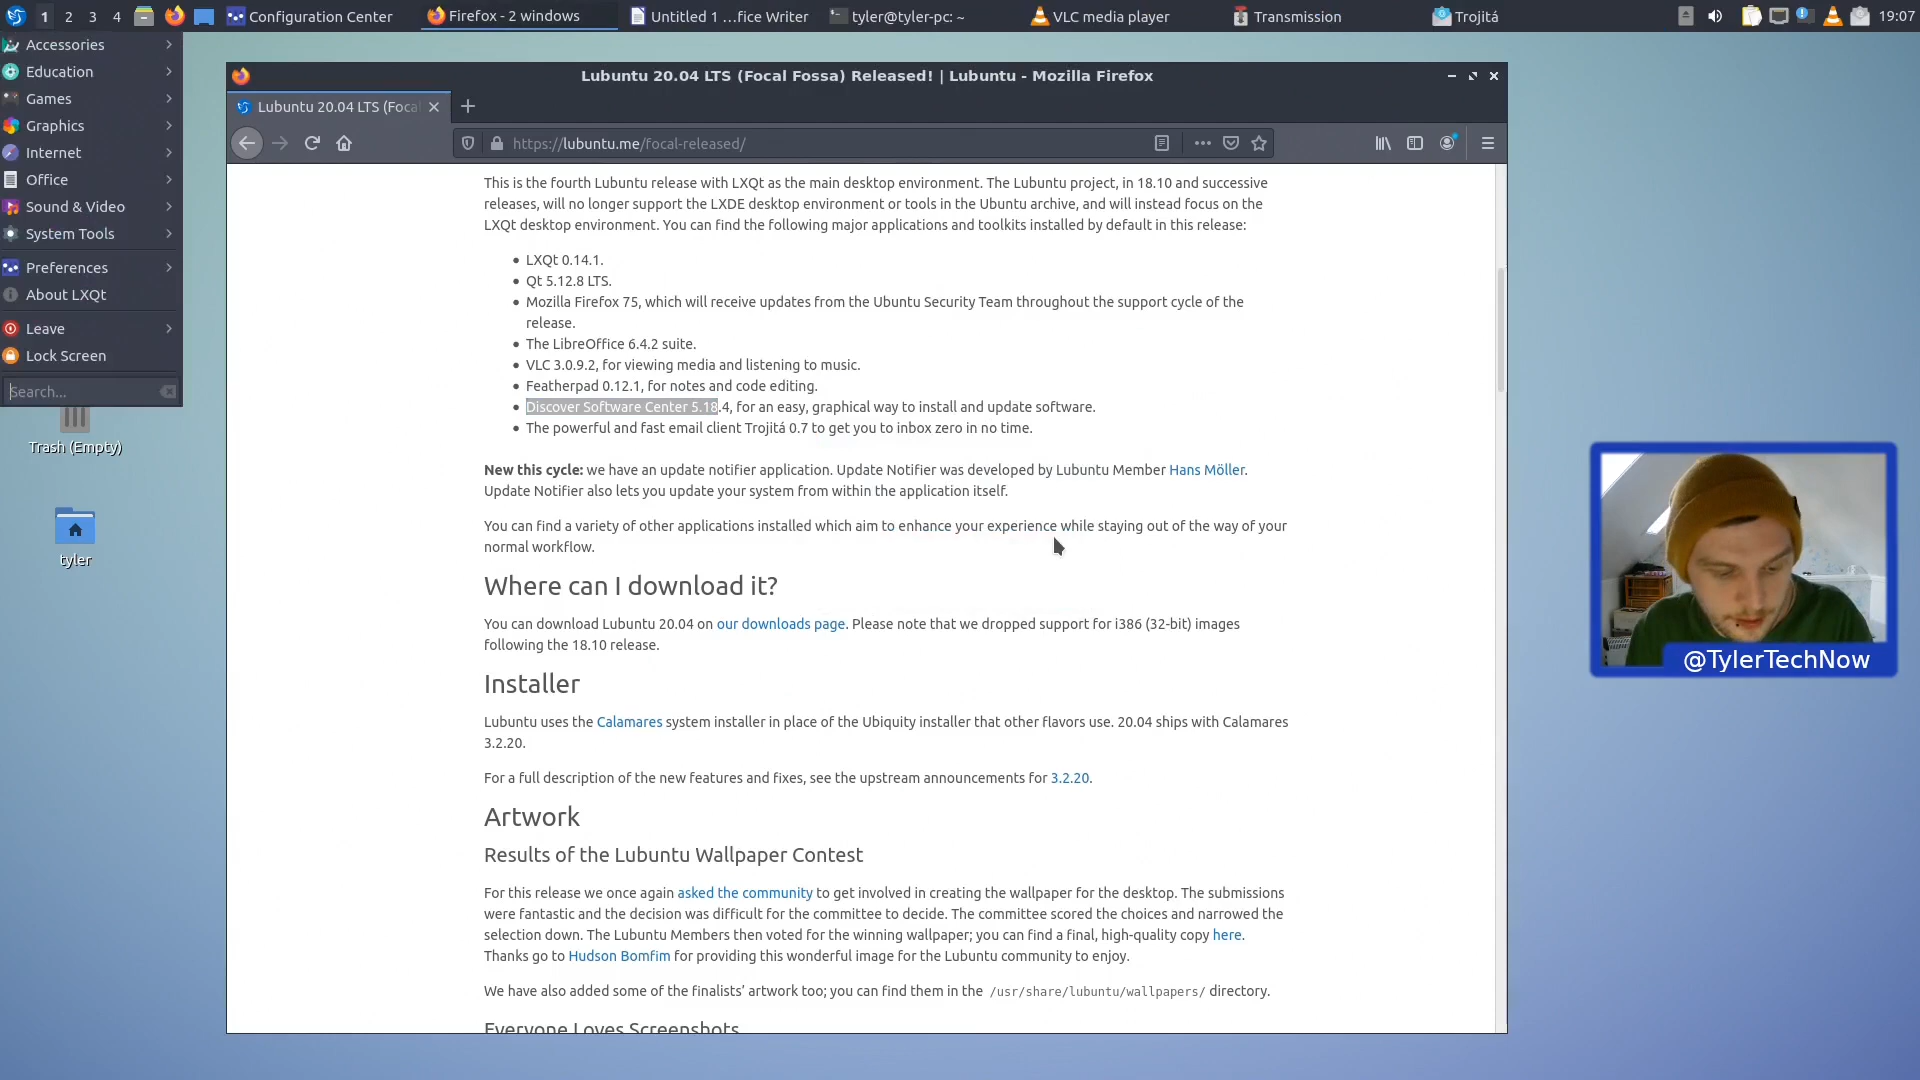 1 2 3 4 Configuration Center Firefox - 2 windows Untitled 1 ...fice Writer tyler@tyler-pc: ~ VLC media player Transmission Trojitá 19:07
Accessories
Education
Games
Graphics
Internet
Office
Sound & Video
System Tools
Preferences
About LXQt
Leave
Lock Screen
Search...
Trash (Empty)
tyler
Lubuntu 20.04 LTS (Focal Fossa) Released! | Lubuntu - Mozilla Firefox
Lubuntu 20.04 LTS (Foca
https://lubuntu.me/focal-released/
This is the fourth Lubuntu release with LXQt as the main desktop environment. The Lubuntu project, in 18.10 and successive
releases, will no longer support the LXDE desktop environment or tools in the Ubuntu archive, and will instead focus on the
LXQt desktop environment. You can find the following major applications and toolkits installed by default in this release:
• LXQt 0.14.1.
• Qt 5.12.8 LTS.
• Mozilla Firefox 75, which will receive updates from the Ubuntu Security Team throughout the support cycle of the
release.
• The LibreOffice 6.4.2 suite.
• VLC 3.0.9.2, for viewing media and listening to music.
• Featherpad 0.12.1, for notes and code editing.
• Discover Software Center 5.18.4, for an easy, graphical way to install and update software.
• The powerful and fast email client Trojitá 0.7 to get you to inbox zero in no time.
New this cycle: we have an update notifier application. Update Notifier was developed by Lubuntu Member Hans Möller.
Update Notifier also lets you update your system from within the application itself.
You can find a variety of other applications installed which aim to enhance your experience while staying out of the way of your
normal workflow.
Where can I download it?
You can download Lubuntu 20.04 on our downloads page. Please note that we dropped support for i386 (32-bit) images
following the 18.10 release.
Installer
Lubuntu uses the Calamares system installer in place of the Ubiquity installer that other flavors use. 20.04 ships with Calamares
3.2.20.
For a full description of the new features and fixes, see the upstream announcements for 3.2.20.
Artwork
Results of the Lubuntu Wallpaper Contest
For this release we once again asked the community to get involved in creating the wallpaper for the desktop. The submissions
were fantastic and the decision was difficult for the committee to decide. The committee scored the choices and narrowed the
selection down. The Lubuntu Members then voted for the winning wallpaper; you can find a final, high-quality copy here.
Thanks go to Hudson Bomfim for providing this wonderful image for the Lubuntu community to enjoy.
We have also added some of the finalists’ artwork too; you can find them in the /usr/share/lubuntu/wallpapers/ directory.
Everyone Loves Screenshots
@TylerTechNow